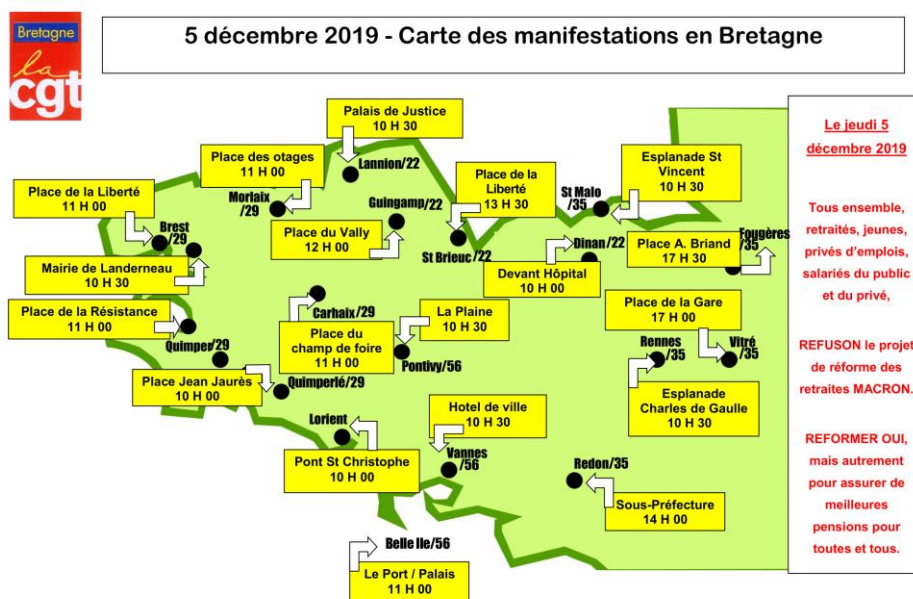 Bretagne
la
cgt
5 décembre 2019 - Carte des manifestations en Bretagne
Palais de Justice
10 H 30
Lannion/22
Place des otages
11 H 00
Morlaix
/29
Place de la Liberté
11 H 00
Brest
/29
Guingamp/22
Place du Vally
12 H 00
Place de la
Liberté
13 H 30
St Brieuc/22
Esplanade St
Vincent
10 H 30
St Malo
/35
Dinan/22
Devant Hôpital
10 H 00
Fougères
/35
Place A. Briand
17 H 30
Mairie de Landerneau
10 H 30
Place de la Résistance
11 H 00
Quimper/29
Carhaix/29
Place du
champ de foire
11 H 00
La Plaine
10 H 30
Pontivy/56
Place de la Gare
17 H 00
Vitré
/35
Rennes
/35
Esplanade
Charles de Gaulle
10 H 30
Place Jean Jaurès
10 H 00
Quimperlé/29
Lorient
Pont St Christophe
10 H 00
Hotel de ville
10 H 30
Vannes
/56
Redon/35
Sous-Préfecture
14 H 00
Belle Ile/56
Le Port / Palais
11 H 00
Le jeudi 5
décembre 2019
Tous ensemble,
retraités, jeunes,
privés d'emplois,
salariés du public
et du privé,
REFUSON le projet
de réforme des
retraites MACRON.
REFORMER OUI,
mais autrement
pour assurer de
meilleures
pensions pour
toutes et tous.